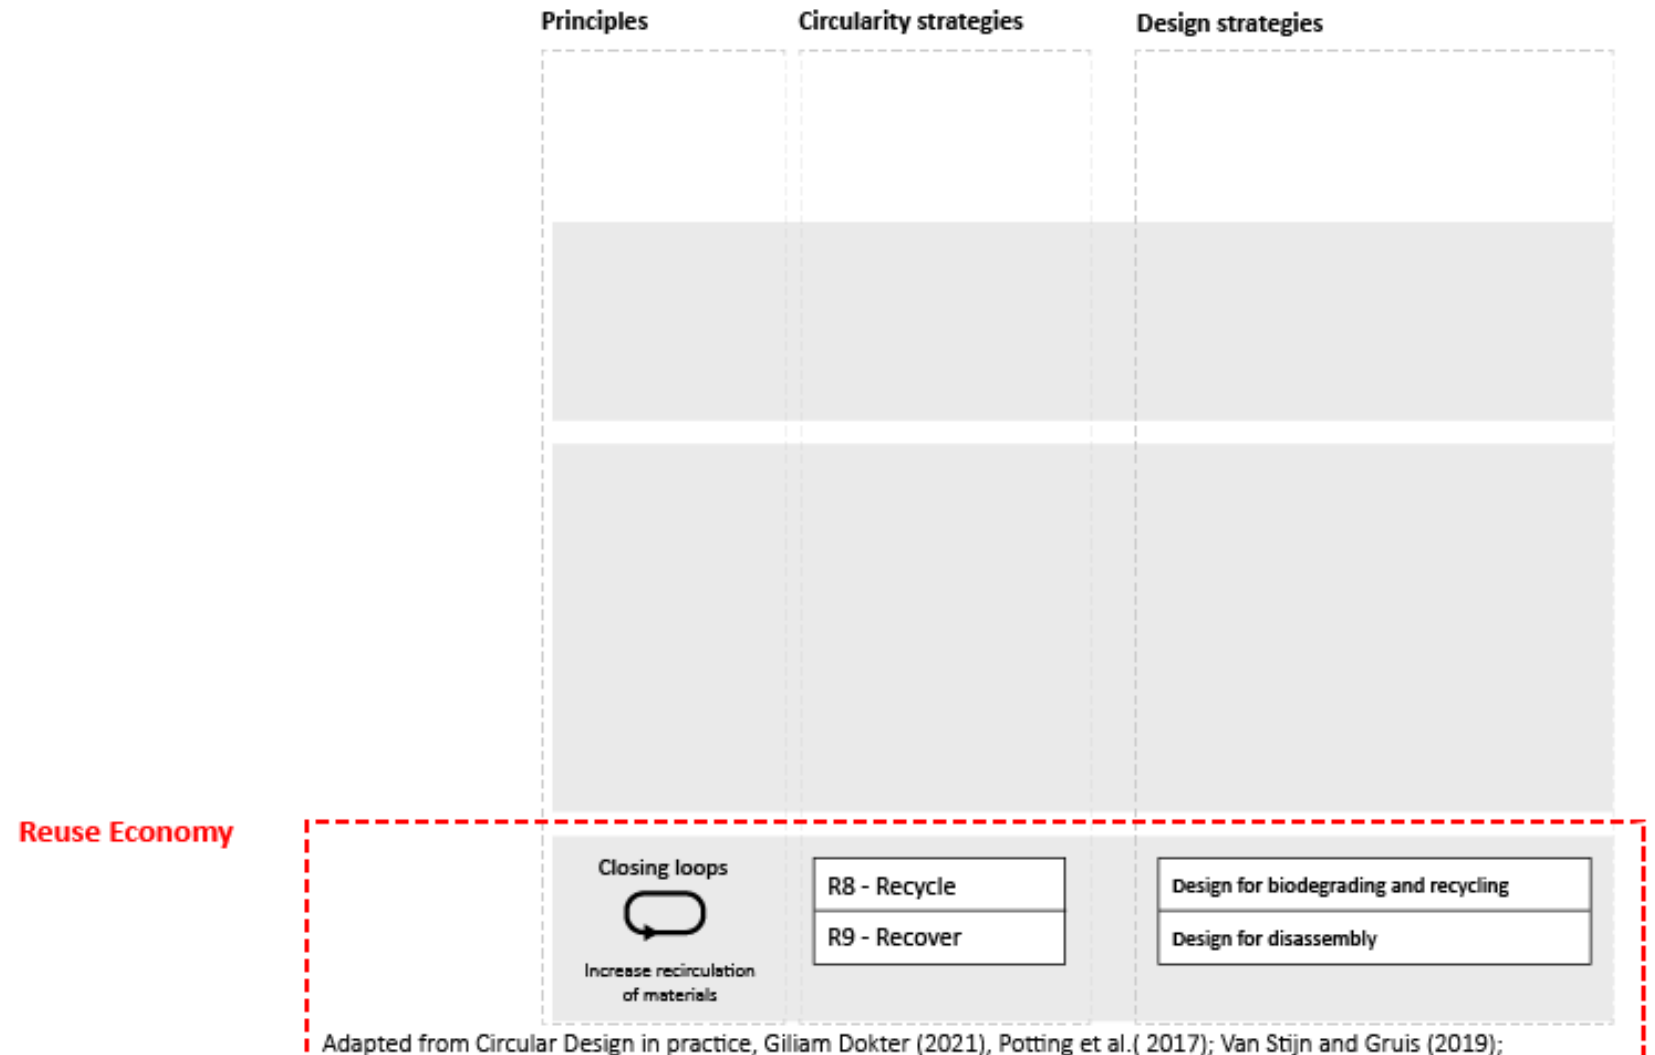 Principles
Circularity strategies
Design strategies
Reuse Economy
Closing loops
Increase recirculation
of materials
R8 - Recycle
R9 - Recover
Design for biodegrading and recycling
Design for disassembly
Adapted from Circular Design in practice, Giliam Dokter (2021), Potting et al.( 2017); Van Stijn and Gruis (2019);